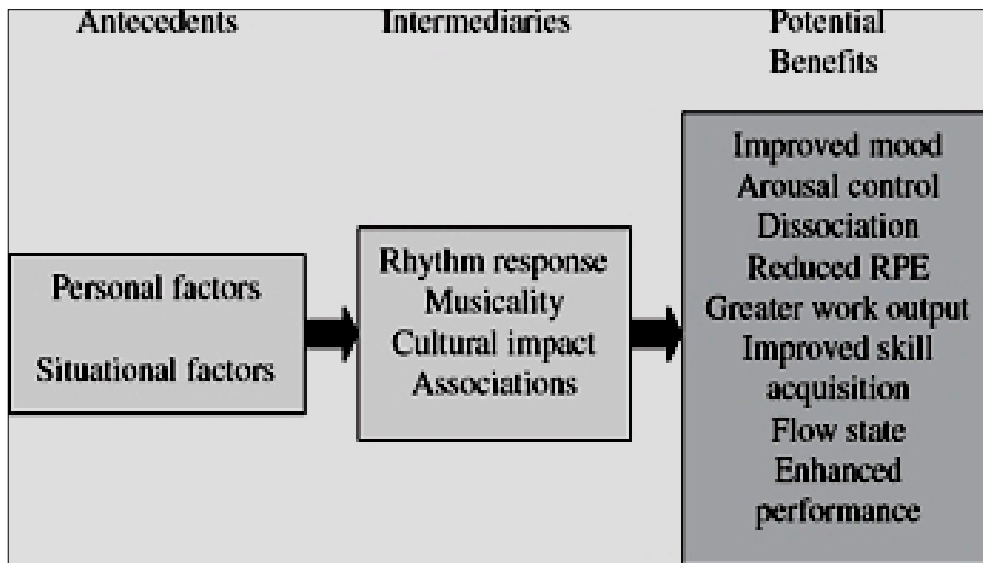 Antecedents
Intermediaries
Potential
Benefits
Personal factors
Situational factors
Rhythm response
Musicality
Cultural impact
Associations
Improved mood
Arousal control
Dissociation
Reduced RPE
Greater work output
Improved skill
acquisition
Flow state
Enhanced
performance